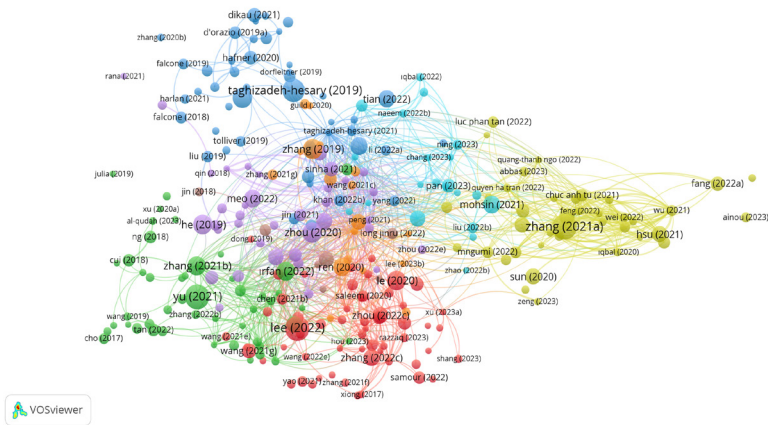 dikau (2021)
d'orazio (2019a)
zhang (2020b)
hafner (2020)
falcone (2019)
dorfleitner (2019)
rana (2021)
iqba (2022)
taghizadeh-hesary (2019)
harlan (2021)
guild (2020)
tian (2022)
falcone (2018)
naeem (2022b)
luc phan tan (2022)
taghizadeh-hesary (2021)
tolliver (2019)
zhang (2019)
li (2022a)
ning (2023)
liu (2019)
chang (2023)
quang-thanh ngo (2022)
julia (2019)
qin (2018)
zhang (2021g)
sinha (2021)
abbas (2023)
wang (2021c)
pan (2023)
quyen ha tran (2022)
fang (2022a)
jin (2018)
meo (2022)
khan (2022b)
yang (2022)
chuc anh tu (2021)
mohsin (2021)
xu (2020a)
jin (2021)
peng (2021)
feng (2022)
wu (2021)
al-qudah (2023)
he (2019)
wei (2022)
ainou (2023)
zhou (2020)
long jinru (2022)
liu (2022b)
zhang (2021a)
ng (2018)
dong (2019)
hsu (2021)
zhou (2022e)
mngumi (2022)
iqbal (2020)
cui (2018)
zhang (2021b)
irfan (2022)
ren (2020)
lee (2023b)
zhao (2022b)
le (2020)
sun (2020)
yu (2021)
chen (2021b)
saleem (2020)
zeng (2023)
wang (2019)
zhang (2022b)
zhou (2022c)
xu (2023a)
tan (2022)
lee (2022)
cho (2017)
wang (2021e)
hou (2023)
razzaq (2023)
wang (2021g)
wang (2022e)
zhang (2022c)
shang (2023)
yao (2021)
zhang (2021f)
samour (2022)
xiong (2017)
VOSviewer